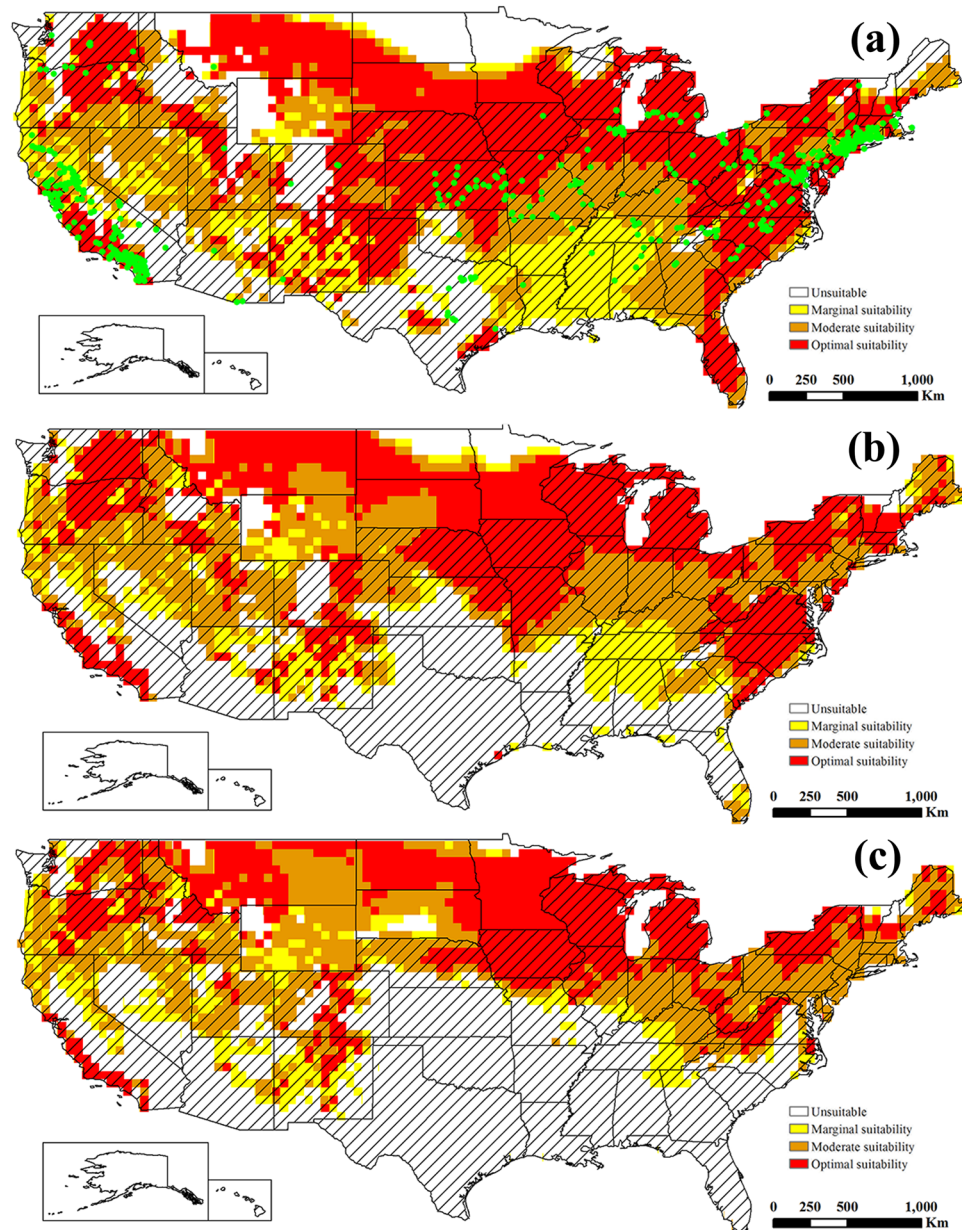 (a)
Unsuitable
Marginal suitability
Moderate suitability
Optimal suitability
0 250 500 1,000
Km
(b)
Unsuitable
Marginal suitability
Moderate suitability
Optimal suitability
0 250 500 1,000
Km
(c)
Unsuitable
Marginal suitability
Moderate suitability
Optimal suitability
0 250 500 1,000
Km